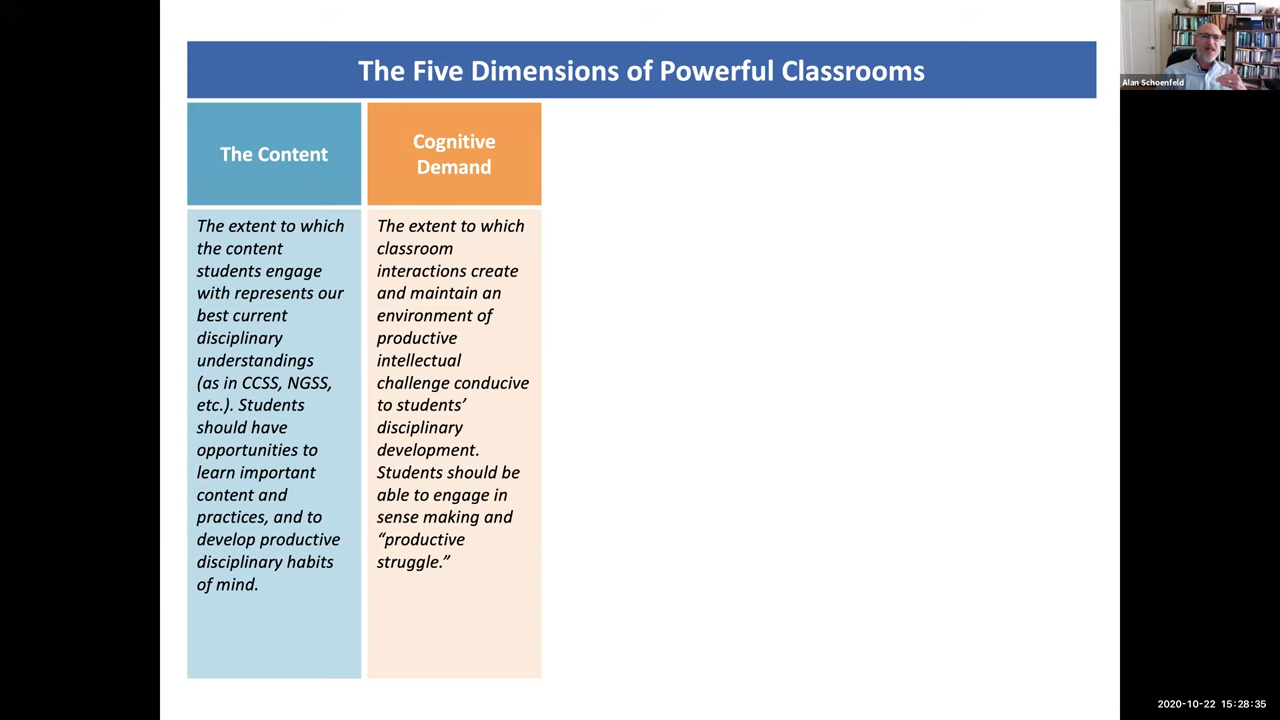 The Five Dimensions of Powerful Classrooms
The Content
The extent to which
the content
students engage
with represents our
best current
disciplinary
understandings
(as in CCSS, NGSS,
etc.). Students
should have
opportunities to
learn important
content and
practices, and to
develop productive
disciplinary habits
of mind.
Cognitive
Demand
The extent to which
classroom
interactions create
and maintain an
environment of
productive
intellectual
challenge conducive
to students’
disciplinary
development.
Students should be
able to engage in
sense making and
“productive
struggle.”
Alan Schoenfeld
2020-10-22 15:28:35